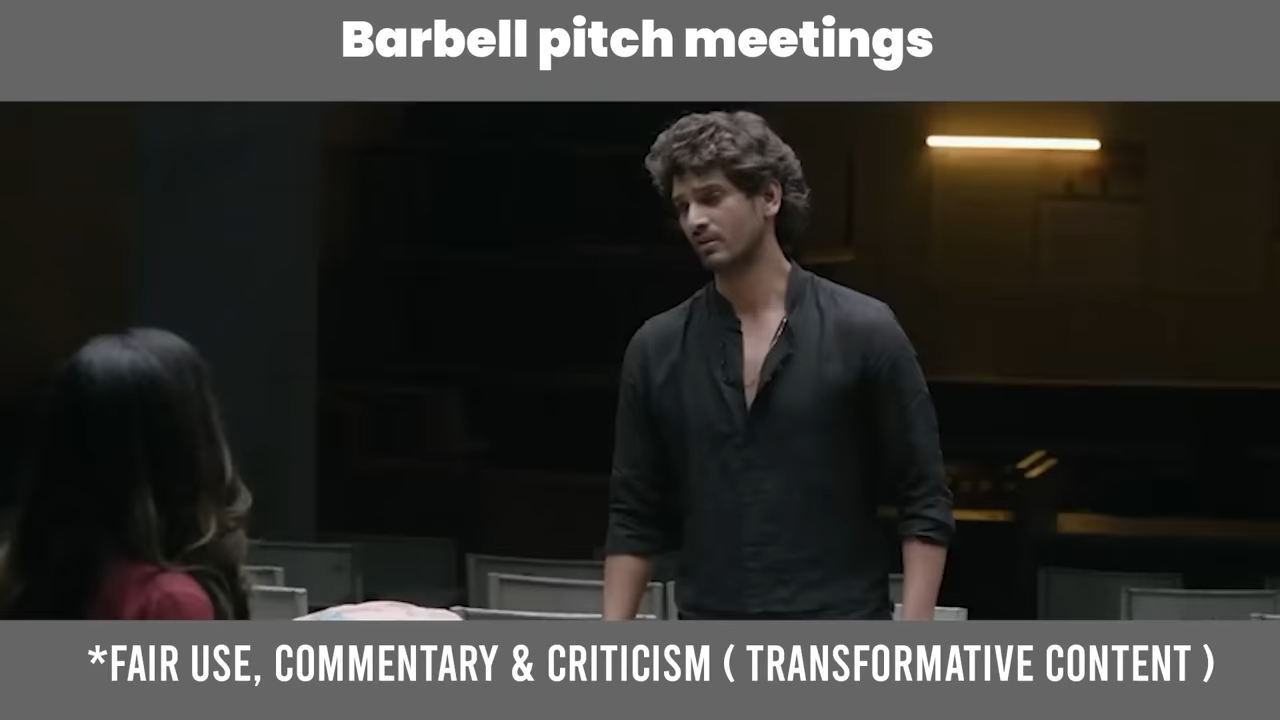 Barbell pitch meetings
*FAIR USE, COMMENTARY & CRITICISM ( TRANSFORMATIVE CONTENT )